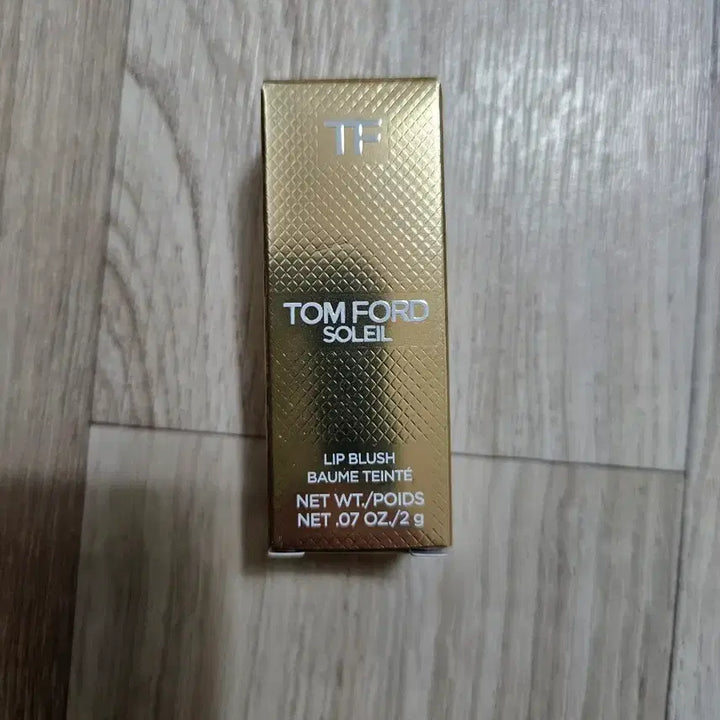 TF
TOM FORD
SOLEIL
LIP BLUSH
BAUME TEINTÉ
NET WT./POIDS
NET .07 OZ./2 g